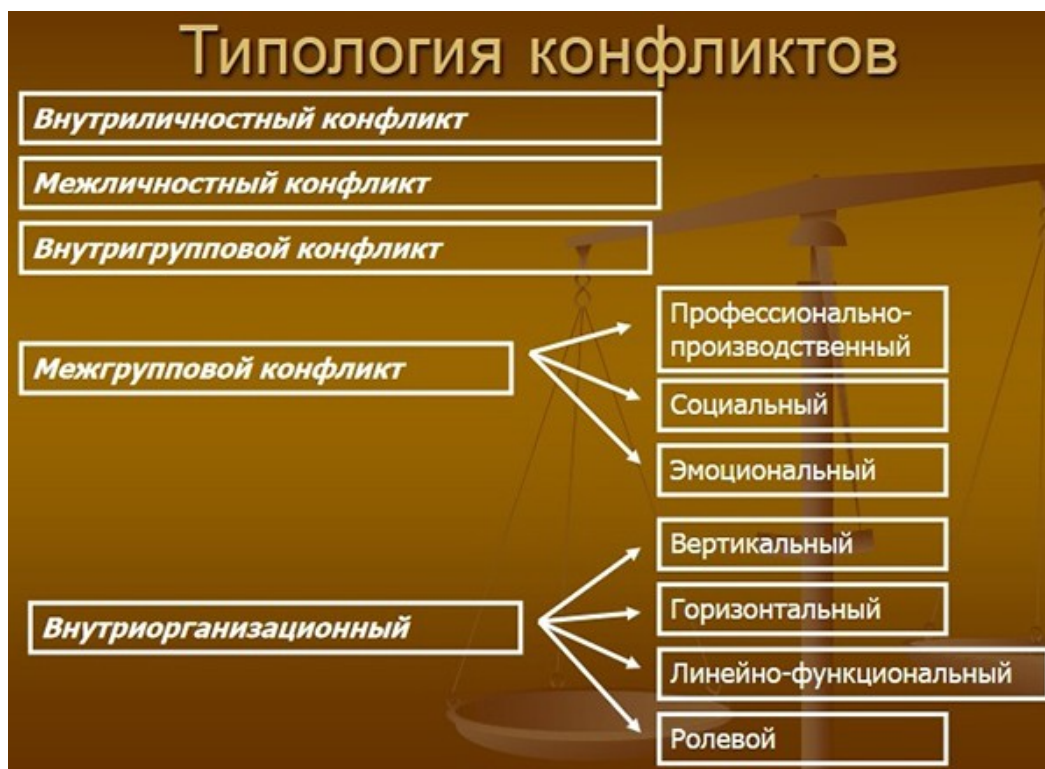 Типология конфликтов
Внутриличностный конфликт
Межличностный конфликт
Внутригрупповой конфликт
Межгрупповой конфликт
Профессионально-
производственный
Социальный
Эмоциональный
Внутриорганизационный
Вертикальный
Горизонтальный
Линейно-функциональный
Ролевой